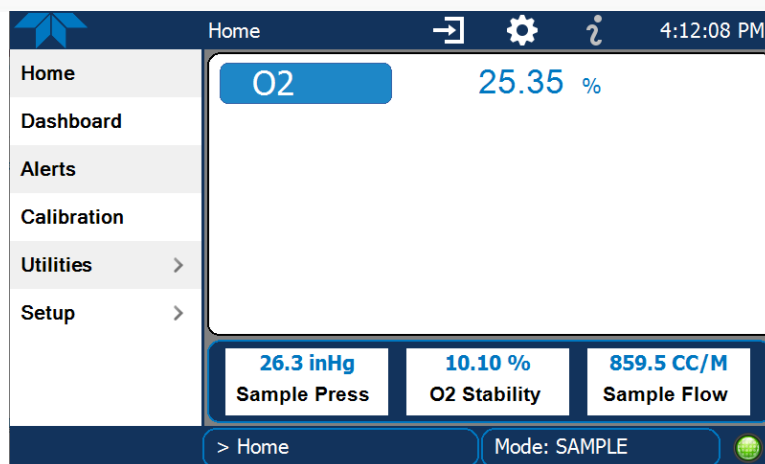 Home 4:12:08 PM
Home
Dashboard
Alerts
Calibration
Utilities >
Setup >
O2 25.35 %
26.3 inHg 10.10 % 859.5 CC/M
Sample Press O2 Stability Sample Flow
> Home Mode: SAMPLE